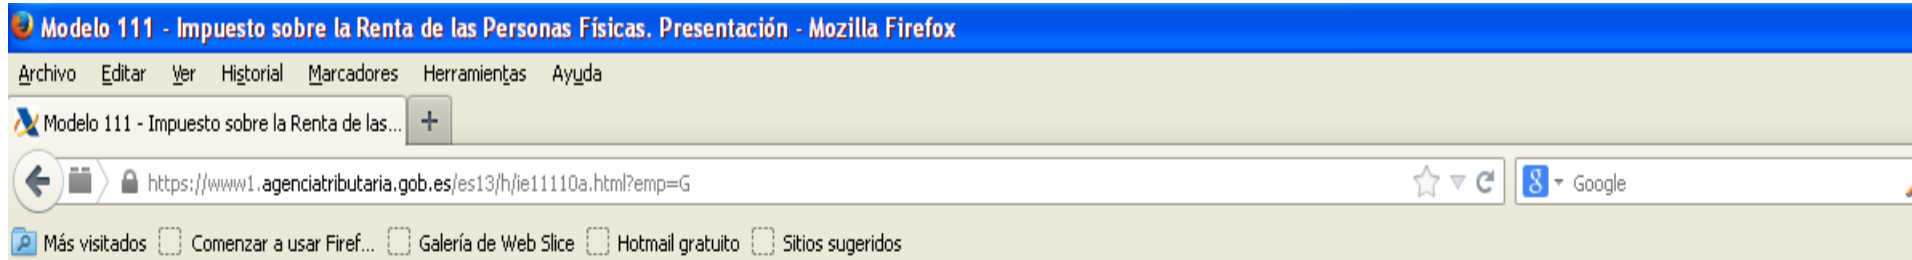 Modelo 111 - Impuesto sobre la Renta de las Personas Físicas. Presentación - Mozilla Firefox
Archivo Editar Ver Historial Marcadores Herramientas Ayuda
Modelo 111 - Impuesto sobre la Renta de las... +
https://www1.agenciatributaria.gob.es/es13/h/ie11110a.html?emp=G 8 Google
Más visitados Comenzar a usar Firef... Galería de Web Slice Hotmail gratuito Sitios sugeridos